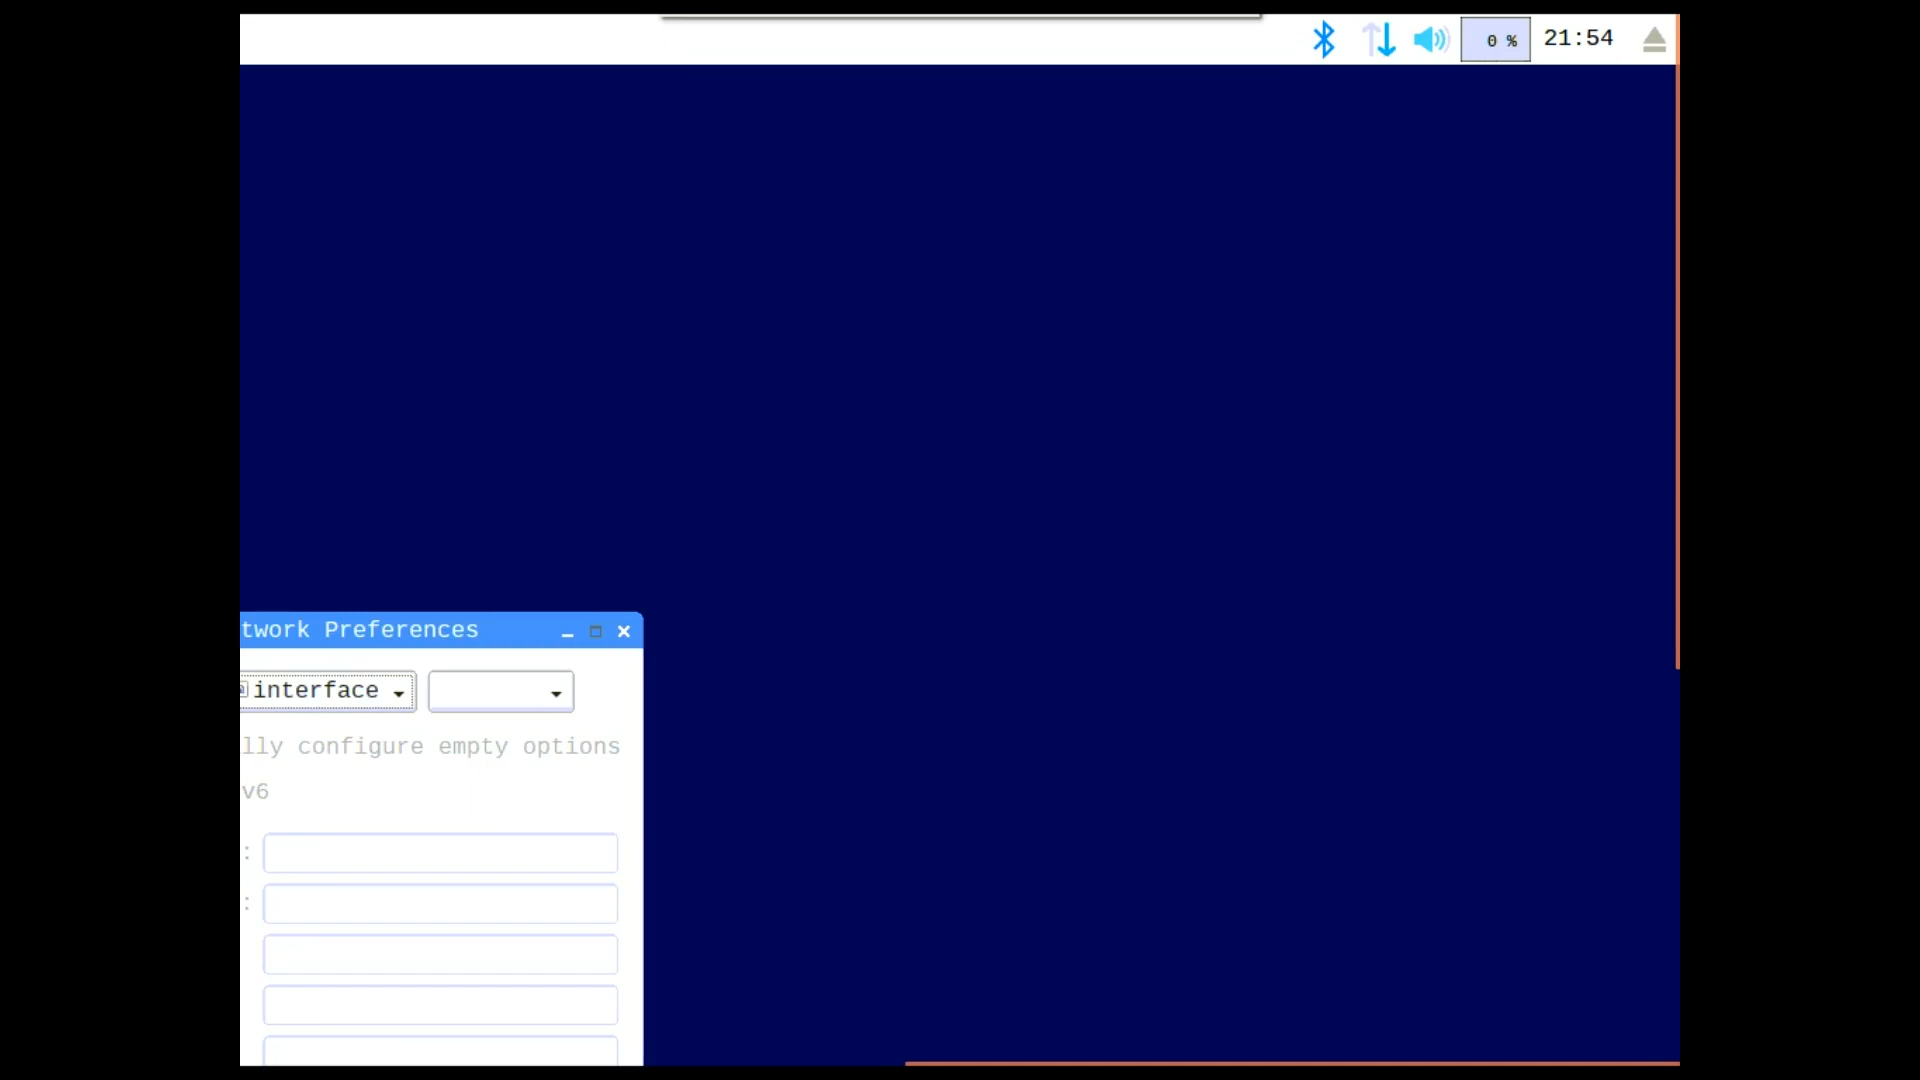 0 %
21:54
twork Preferences
interface
lly configure empty options
v6
:
: